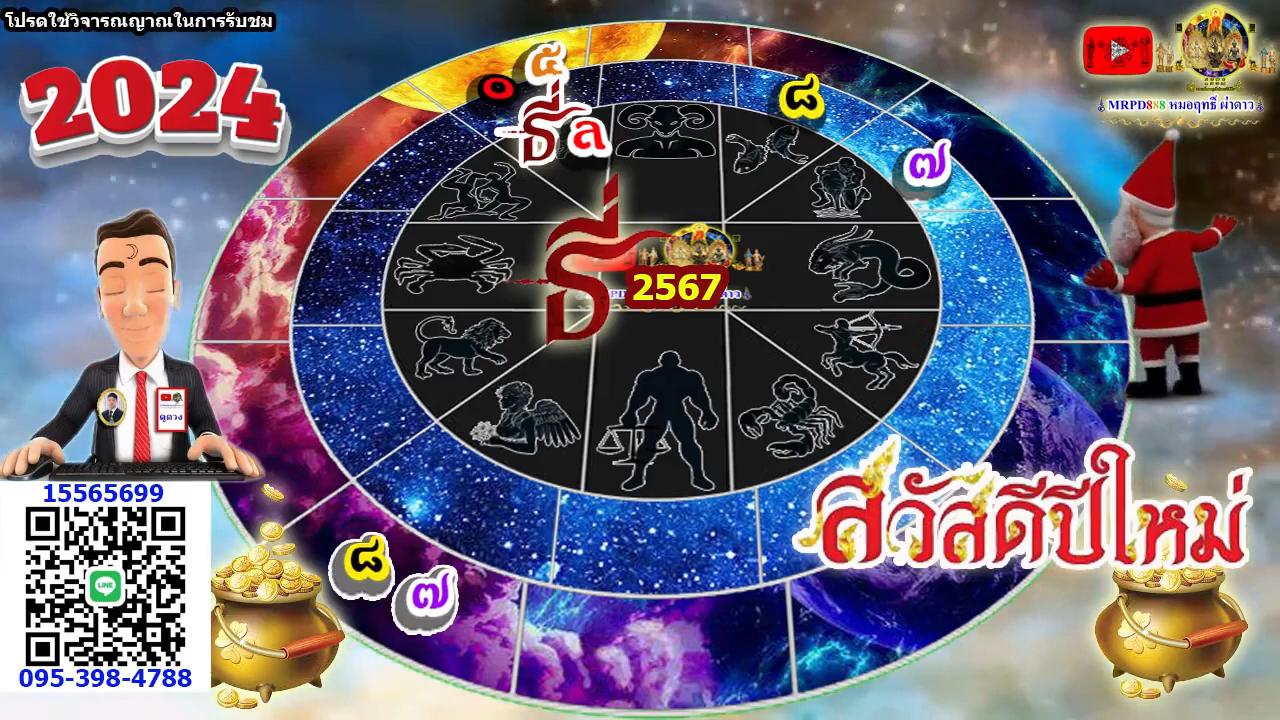 โปรดใช้วิจารณญาณในการรับชม
2024
MRPD888 หมอฤทธิ์ ผ่าดาว
๐
๕
ธี่
ล
๘
๗
ธี่
2567
ดูดวง
สวัสดีปีใหม่
15565699
LINE
095-398-4788
๘
๗